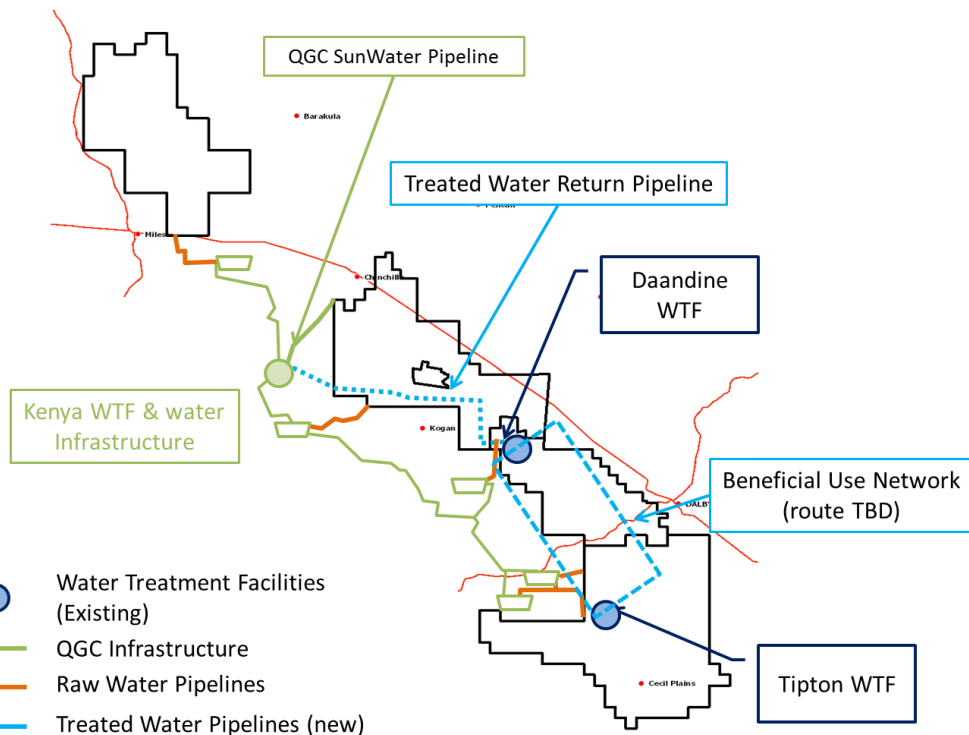 QGC SunWater Pipeline
Barakula
Treated Water Return Pipeline
Miles
Chinchilla
Daandine
WTF
Kenya WTF & water
Infrastructure
Kogan
Beneficial Use Network
(route TBD)
DALBY
Water Treatment Facilities
(Existing)
QGC Infrastructure
Raw Water Pipelines
Treated Water Pipelines (new)
Cecil Plains
Tipton WTF